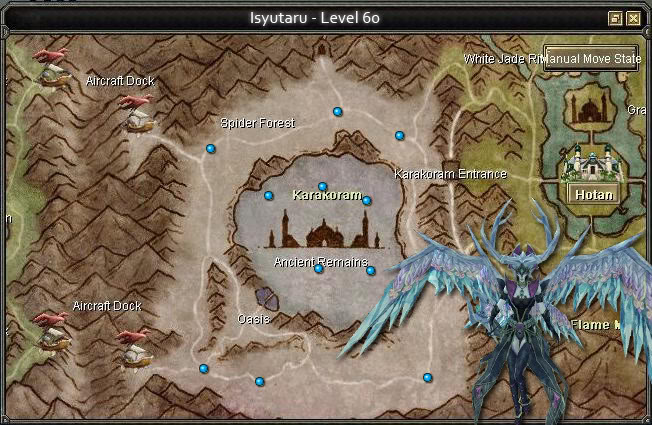 Isyutaru - Level 60
White Jade Ri
Manual Move State
Aircraft Dock
Gra
Spider Forest
Karakoram Entrance
Karakoram
Hotan
n
Ancient Remains
Aircraft Dock
Oasis
Flame